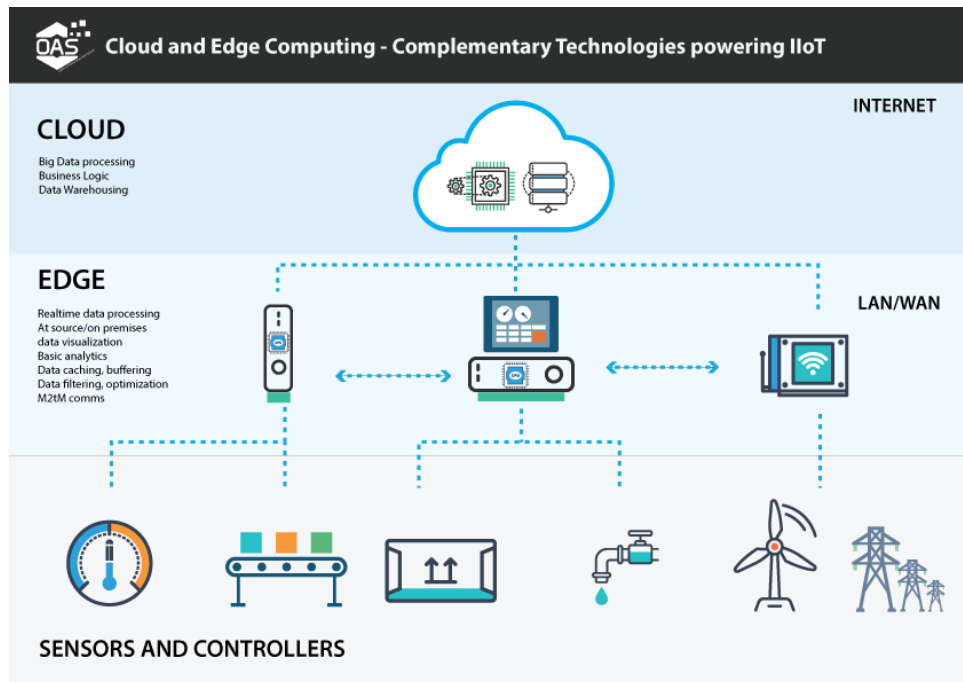 OAS
Cloud and Edge Computing - Complementary Technologies powering IIoT
INTERNET
CLOUD
Big Data processing
Business Logic
Data Warehousing
EDGE
LAN/WAN
Realtime data processing
At source/on premises
data visualization
Basic analytics
Data caching, buffering
Data filtering, optimization
M2tM comms
CPU
SENSORS AND CONTROLLERS